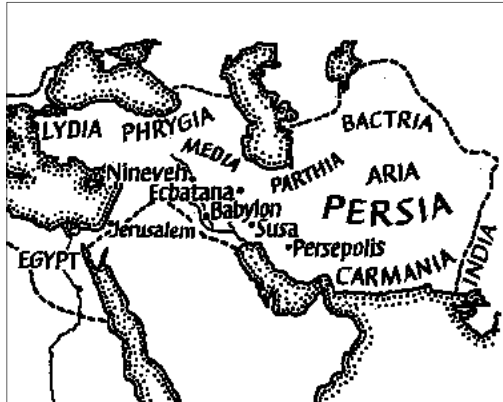 LYDIA
PHRYGIA
BACTRIA
MEDIA
PARTHIA
ARIA
Nineveh
Ecbatana
PERSIA
Babylon
Jerusalem
Susa
Persepolis
EGYPT
CARMANIA
INDIA